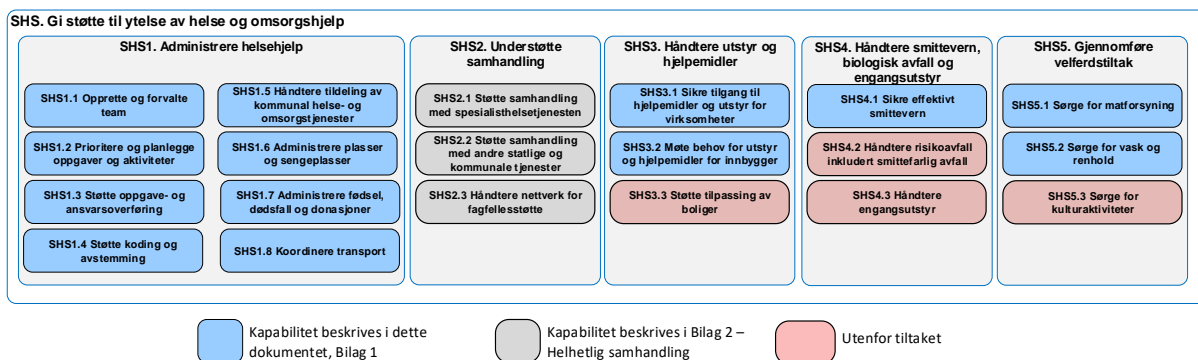 SHS. Gi støtte til ytelse av helse og omsorgshjelp
SHS1. Administrere helsehjelp
SHS1.1 Opprette og forvalte
team
SHS1.2 Prioritere og planlegge
oppgaver og aktiviteter
SHS1.3 Støtte oppgave- og
ansvarsoverføring
SHS1.4 Støtte koding og
avstemming
SHS1.5 Håndtere tildeling av
kommunal helse- og
omsorgstjenester
SHS1.6 Administrere plasser
og sengeplasser
SHS1.7 Administrere fødsel,
dødsfall og donasjoner
SHS1.8 Koordinere transport
SHS2. Understøtte
samhandling
SHS2.1 Støtte samhandling
med spesialisthelsetjenesten
SHS2.2 Støtte samhandling
med andre statlige og
kommunale tjenester
SHS2.3 Håndtere nettverk for
fagfellesstøtte
SHS3. Håndtere utstyr og
hjelpemidler
SHS3.1 Sikre tilgang til
hjelpemidler og utstyr for
virksomheter
SHS3.2 Møte behov for utstyr
og hjelpemidler for innbygger
SHS3.3 Støtte tilpassing av
boliger
SHS4. Håndtere smittevern,
biologisk avfall og
engangsutstyr
SHS4.1 Sikre effektivt
smittevern
SHS4.2 Håndtere risikoavfall
inkludert smittefarlig avfall
SHS4.3 Håndtere
engangsutstyr
SHS5. Gjennomføre
velferdstiltak
SHS5.1 Sørge for matforsyning
SHS5.2 Sørge for vask og
renhold
SHS5.3 Sørge for
kulturaktiviteter
Kapabilitet beskrives i dette
dokumentet, Bilag 1
Kapabilitet beskrives i Bilag 2 –
Helhetlig samhandling
Utenfor tiltaket